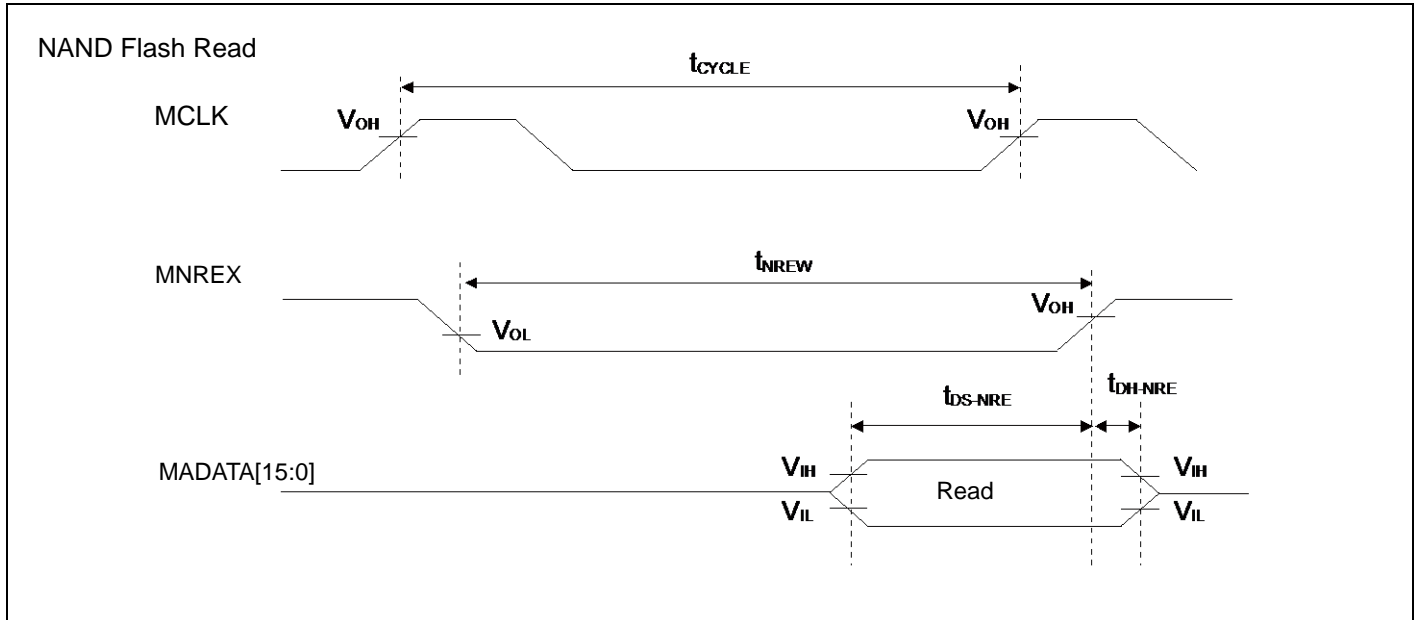 NAND Flash Read
tCYCLE
MCLK
VOH
VOH
MNREX
tNREW
VOL
VOH
tDS-NRE
tDH-NRE
MADATA[15:0]
VIH
VIL
Read
VIH
VIL